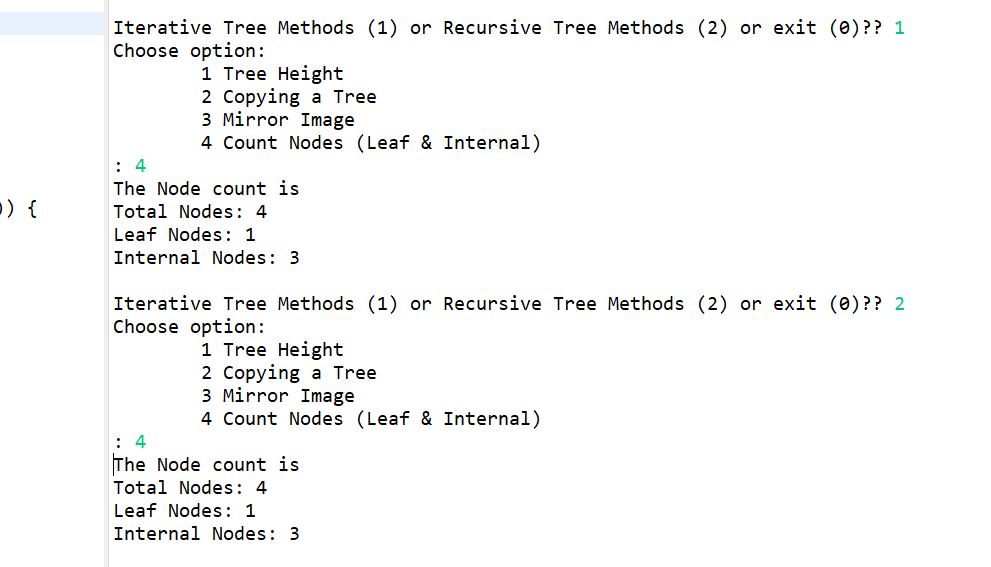 Iterative Tree Methods (1) or Recursive Tree Methods (2) or exit (0)?? 1
Choose option:
1 Tree Height
2 Copying a Tree
3 Mirror Image
4 Count Nodes (Leaf & Internal)
: 4
The Node count is
)) {
Total Nodes: 4
Leaf Nodes: 1
Internal Nodes: 3
Iterative Tree Methods (1) or Recursive Tree Methods (2) or exit (0)?? 2
Choose option:
1 Tree Height
2 Copying a Tree
3 Mirror Image
4 Count Nodes (Leaf & Internal)
: 4
The Node count is
Total Nodes: 4
Leaf Nodes: 1
Internal Nodes: 3